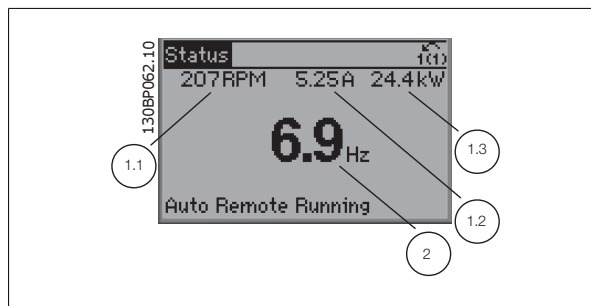 130BP062.10
Status
1(1)
207RPM 5.25A 24.4kW
6.9Hz
Auto Remote Running
1.1
1.3
1.2
2